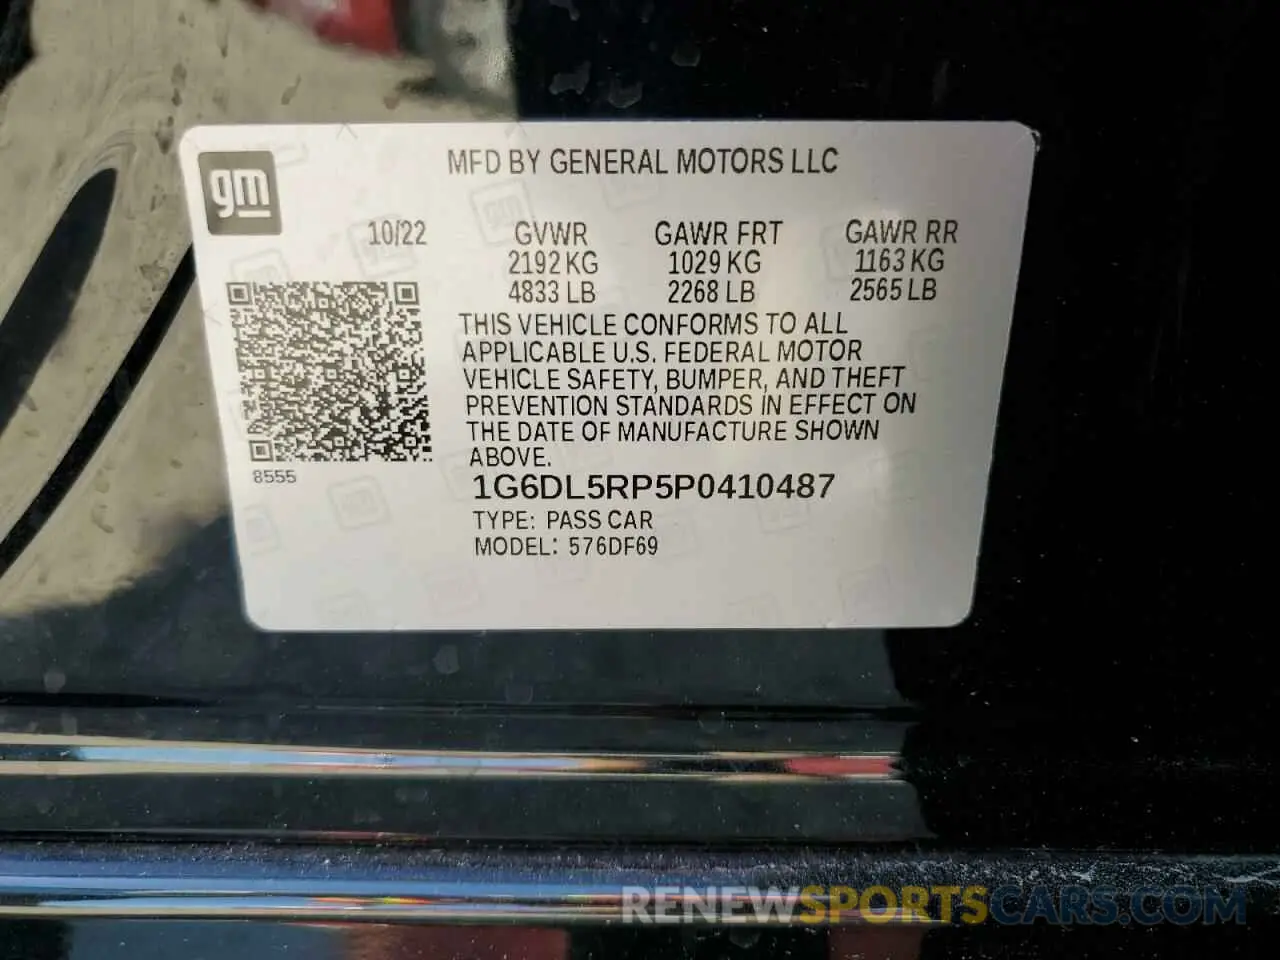 gm
MFD BY GENERAL MOTORS LLC
10/22 GVWR GAWR FRT GAWR RR
2192 KG 1029 KG 1163 KG
4833 LB 2268 LB 2565 LB
THIS VEHICLE CONFORMS TO ALL
APPLICABLE U.S. FEDERAL MOTOR
VEHICLE SAFETY, BUMPER, AND THEFT
PREVENTION STANDARDS IN EFFECT ON
THE DATE OF MANUFACTURE SHOWN
ABOVE.
8555
1G6DL5RP5P0410487
TYPE: PASS CAR
MODEL: 576DF69
RENEWSPORTSCARS.COM